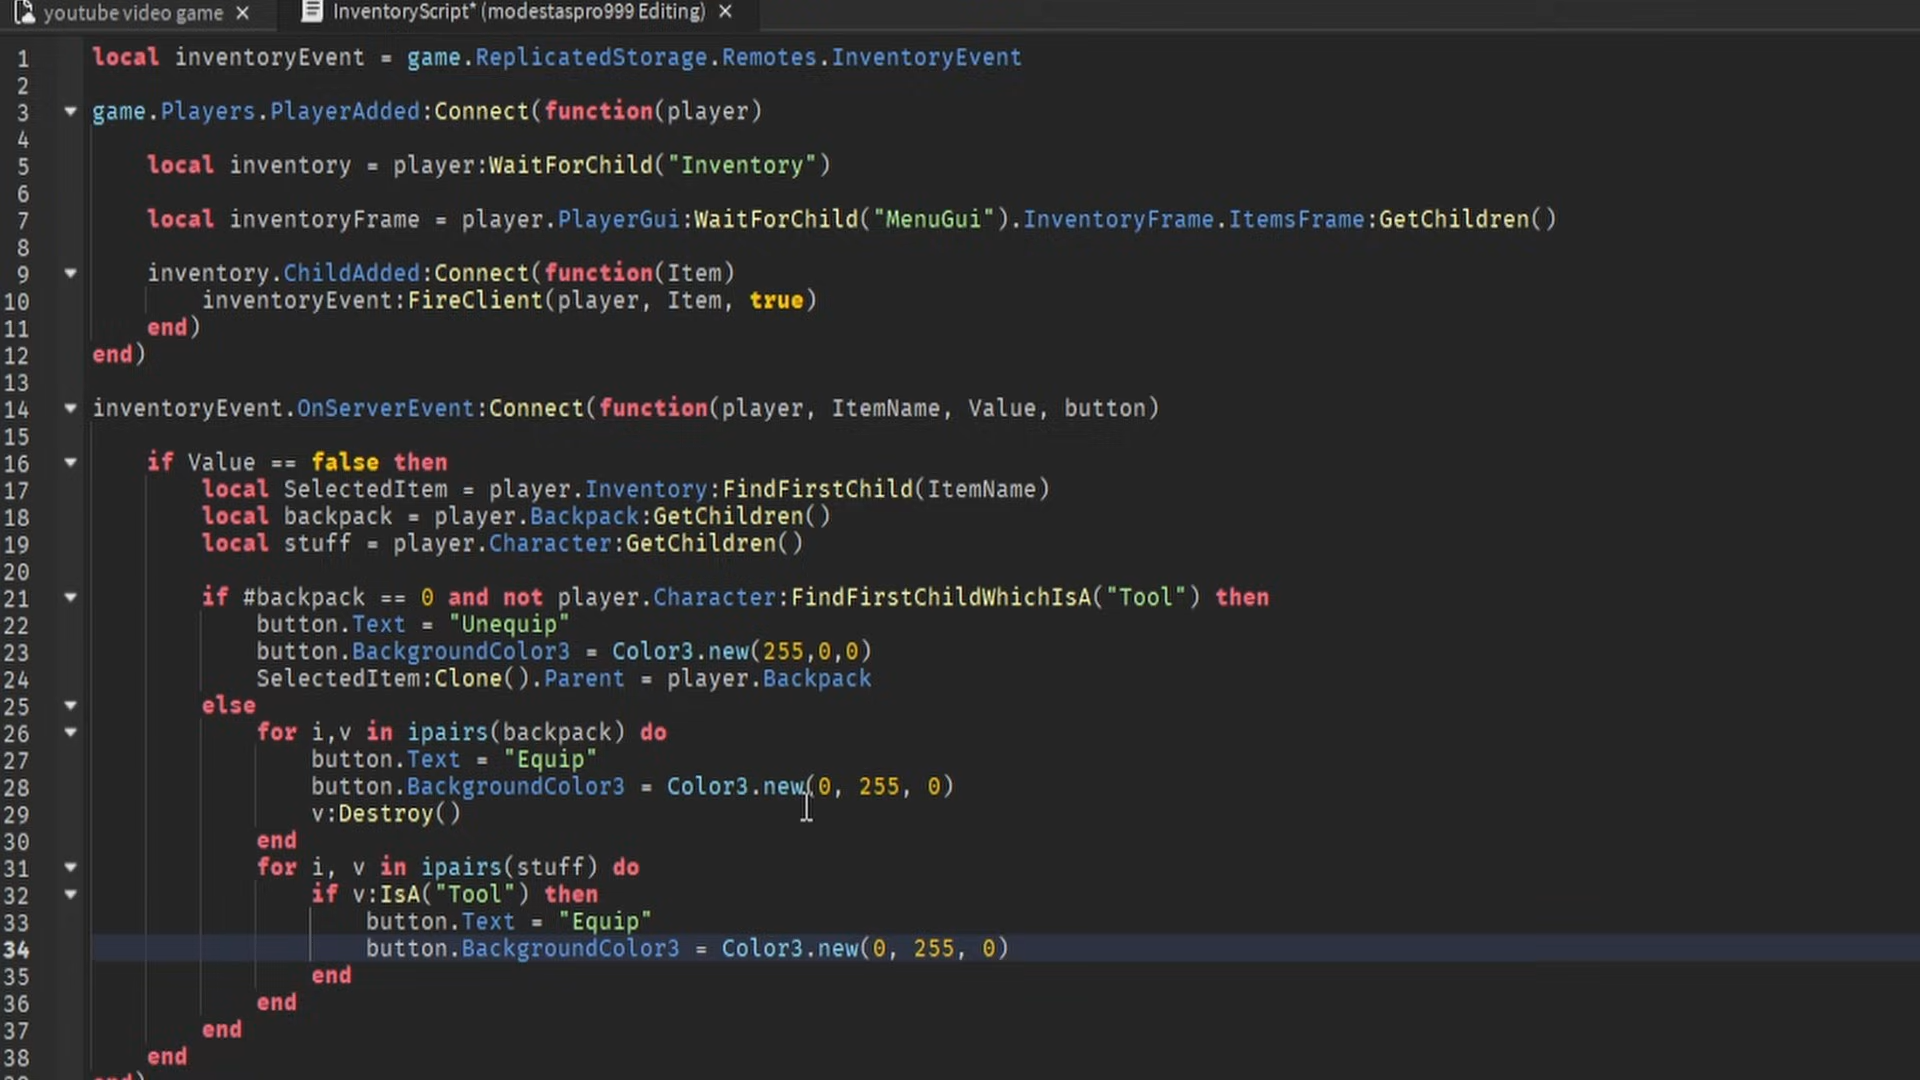 youtube video game × InventoryScript* (modestaspro999 Editing) ×
1 local inventoryEvent = game.ReplicatedStorage.Remotes.InventoryEvent
2
3 game.Players.PlayerAdded:Connect(function(player)
4
5 local inventory = player:WaitForChild("Inventory")
6
7 local inventoryFrame = player.PlayerGui:WaitForChild("MenuGui").InventoryFrame.ItemsFrame:GetChildren()
8
9 inventory.ChildAdded:Connect(function(Item)
10 inventoryEvent:FireClient(player, Item, true)
11 end)
12 end)
13
14 inventoryEvent.OnServerEvent:Connect(function(player, ItemName, Value, button)
15
16 if Value == false then
17 local SelectedItem = player.Inventory:FindFirstChild(ItemName)
18 local backpack = player.Backpack:GetChildren()
19 local stuff = player.Character:GetChildren()
20
21 if #backpack == 0 and not player.Character:FindFirstChildWhichIsA("Tool") then
22 button.Text = "Unequip"
23 button.BackgroundColor3 = Color3.new(255,0,0)
24 SelectedItem:Clone().Parent = player.Backpack
25 else
26 for i,v in ipairs(backpack) do
27 button.Text = "Equip"
28 button.BackgroundColor3 = Color3.new(0, 255, 0)
29 v:Destroy()
30 end
31 for i, v in ipairs(stuff) do
32 if v:IsA("Tool") then
33 button.Text = "Equip"
34 button.BackgroundColor3 = Color3.new(0, 255, 0)
35 end
36 end
37 end
38 end